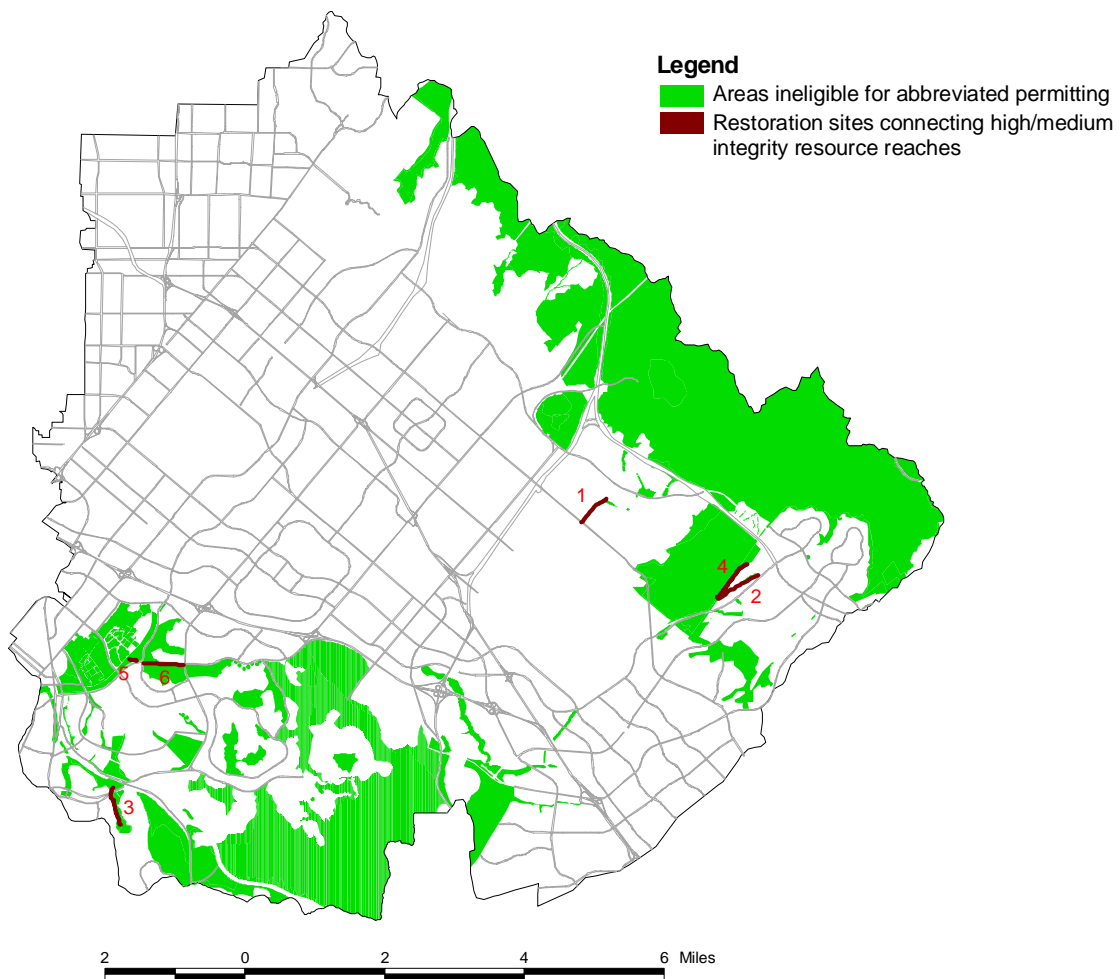 Legend
Areas ineligible for abbreviated permitting
Restoration sites connecting high/medium
integrity resource reaches
1
4
2
5
6
3
2 0 2 4 6 Miles